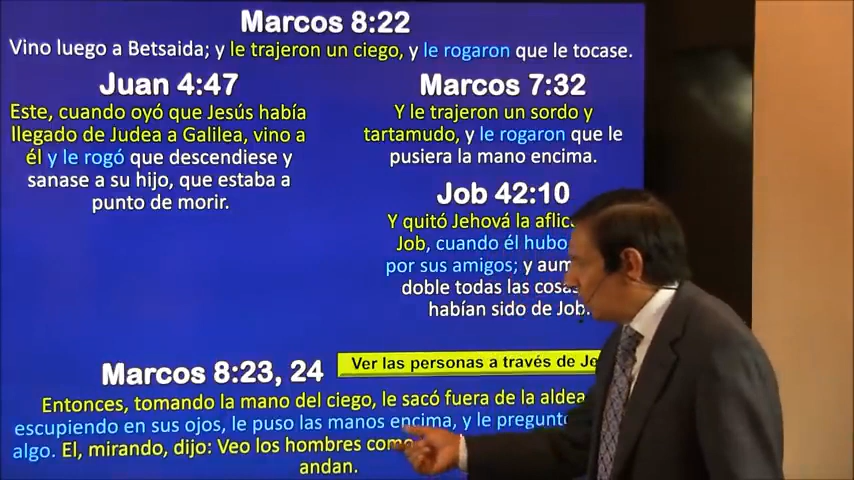 Marcos 8:22
Vino luego a Betsaida; y le trajeron un ciego, y le rogaron que le tocase.
Juan 4:47
Este, cuando oyó que Jesús había
llegado de Judea a Galilea, vino a
él y le rogó que descendiese y
sanase a su hijo, que estaba a
punto de morir.
Marcos 7:32
Y le trajeron un sordo y
tartamudo, y le rogaron que le
pusiera la mano encima.
Job 42:10
Y quitó Jehová la
Job, cuando él hubo
por sus amigos; y
doble todas las cosas
habían sido de Job.
Ver las personas a través de
Marcos 8:23, 24
Entonces, tomando la mano del ciego, le sacó fuera de la aldea
escupiendo en sus ojos, le puso las manos encima, y le
algo. El, mirando, dijo: Veo los hombres como
andan.